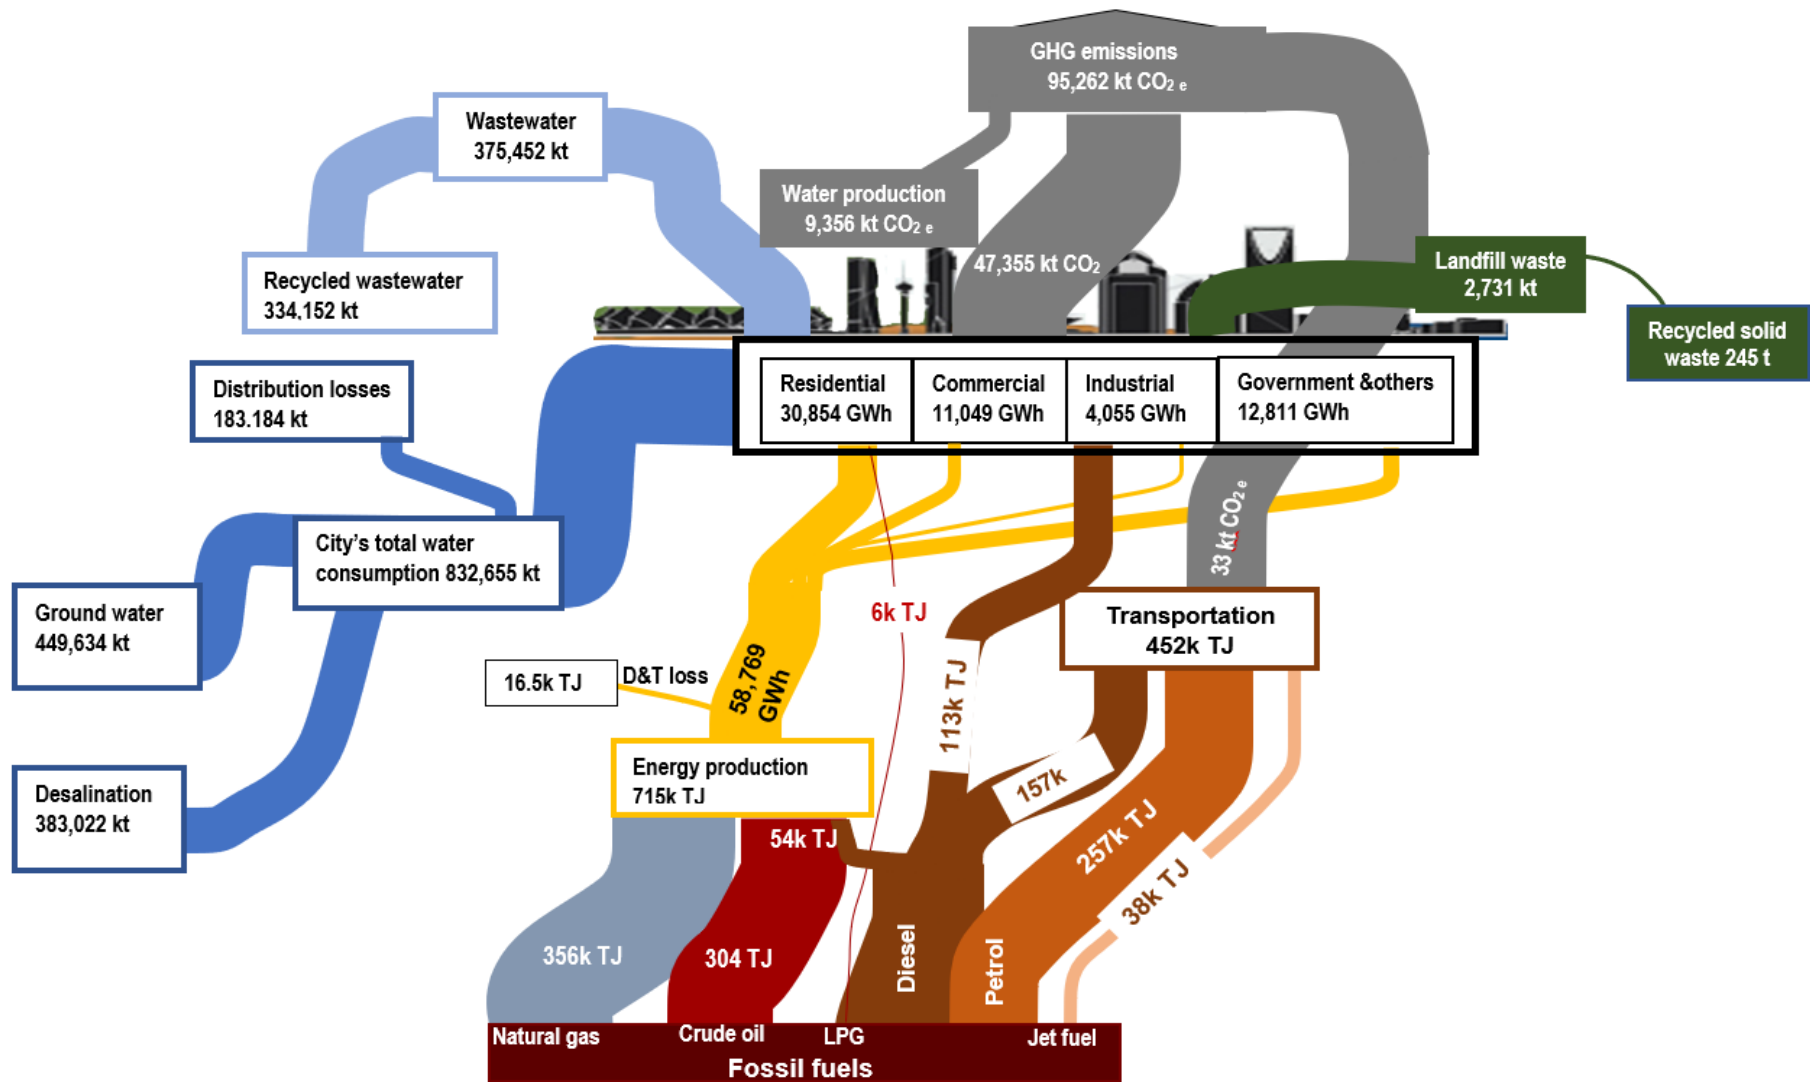 GHG emissions
95,262 kt CO2 e
Wastewater
375,452 kt
Water production
9,356 kt CO2 e
47,355 kt CO2
Landfill waste
2,731 kt
Recycled wastewater
334,152 kt
Recycled solid
waste 245 t
Distribution losses
183.184 kt
Residential
30,854 GWh
Commercial
11,049 GWh
Industrial
4,055 GWh
Government &others
12,811 GWh
33 kt CO2 e
City's total water
consumption 832,655 kt
Ground water
449,634 kt
6k TJ
Transportation
452k TJ
16.5k TJ
D&T loss
58,769
GWh
113k TJ
Energy production
715k TJ
Desalination
383,022 kt
157k
54k TJ
257k TJ
38k TJ
356k TJ
304 TJ
Diesel
Petrol
Natural gas
Crude oil
LPG
Jet fuel
Fossil fuels